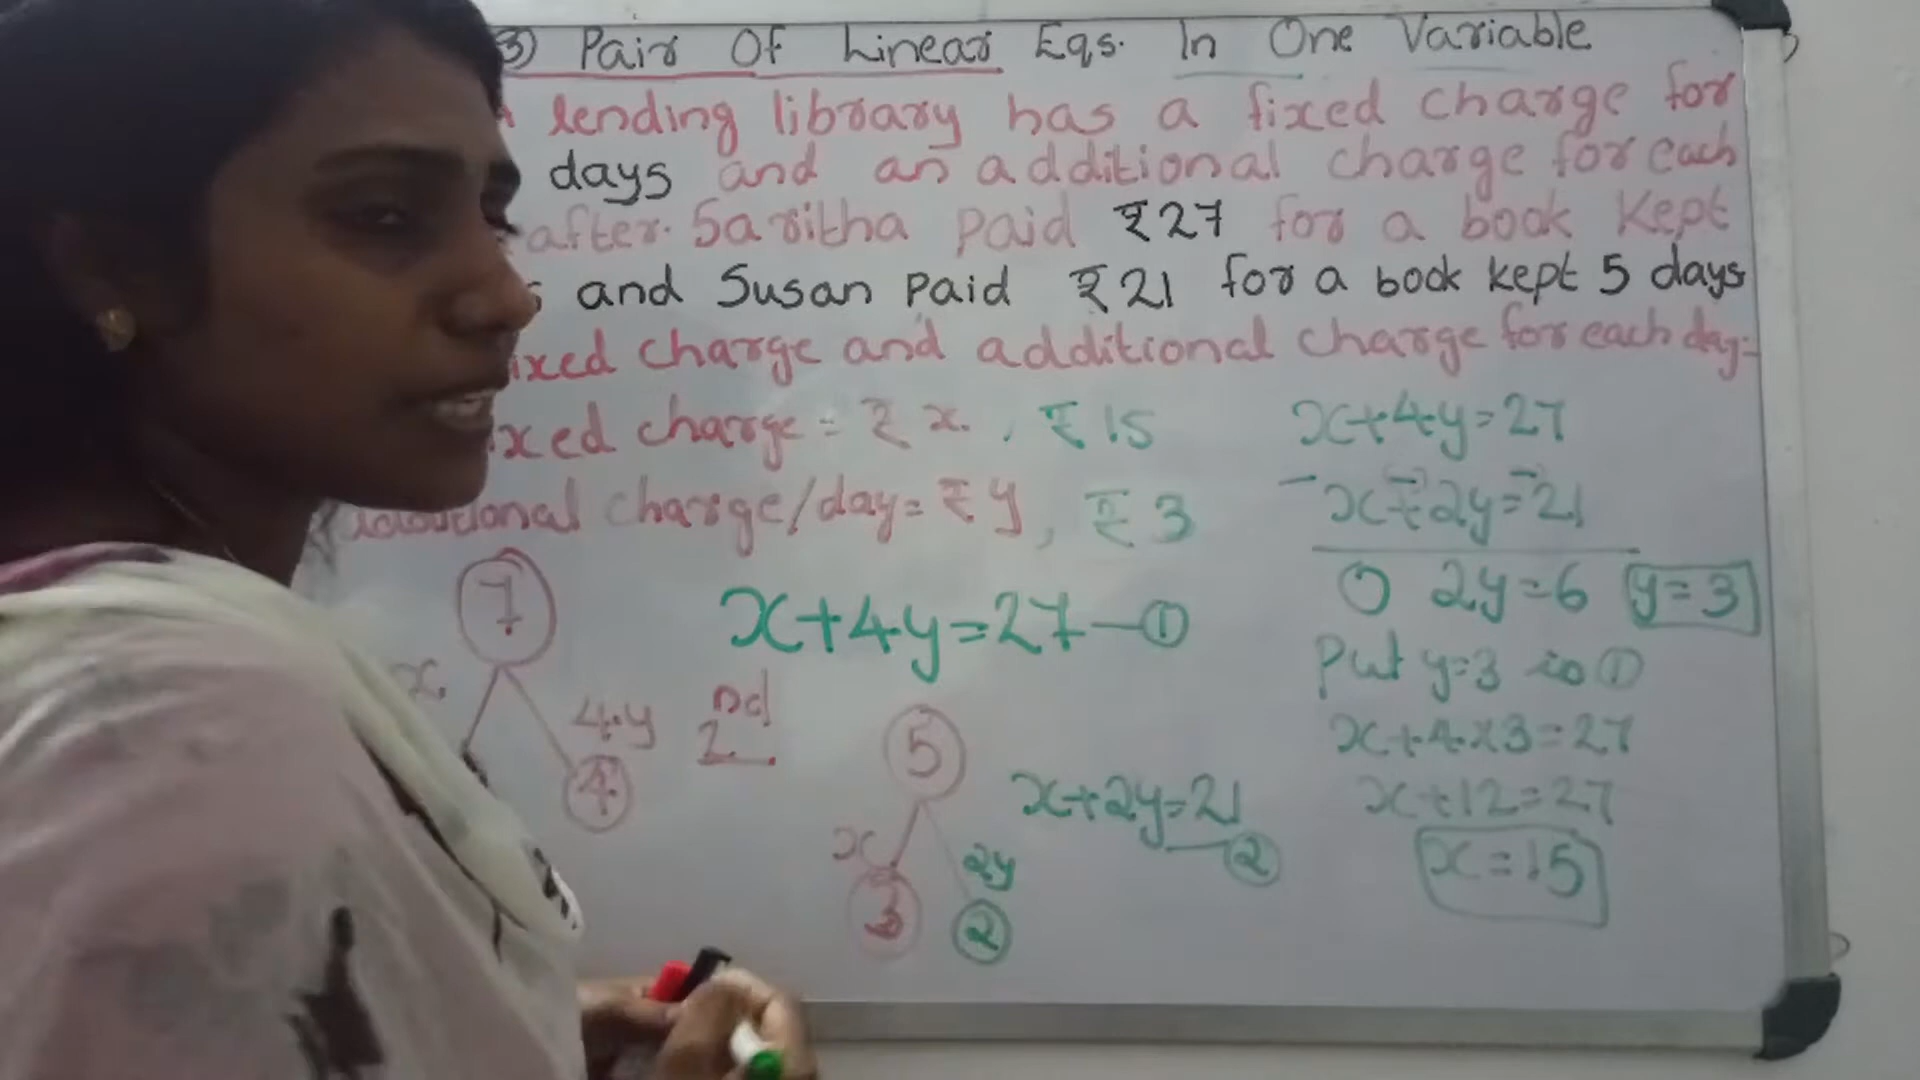 ③ Pair Of Linear Eqs. In One Variable
lending library has a fixed charge for
days and an additional charge for each
after. Saritha paid ₹27 for a book Kept
and Susan paid ₹21 for a book kept 5 days
ixed charge and additional charge for each day:-
xed charge = ₹ x. , ₹ 15
charge/day = ₹ y , ₹ 3
7
x
4y
4
x+4y=27 — ①
2nd
5
x
2y
3
2
x+2y=21
— ②
x+4y=27
x+2y=21
0 2y=6 y=3
Put y=3 in ①
x+4×3=27
x+12=27
x=15